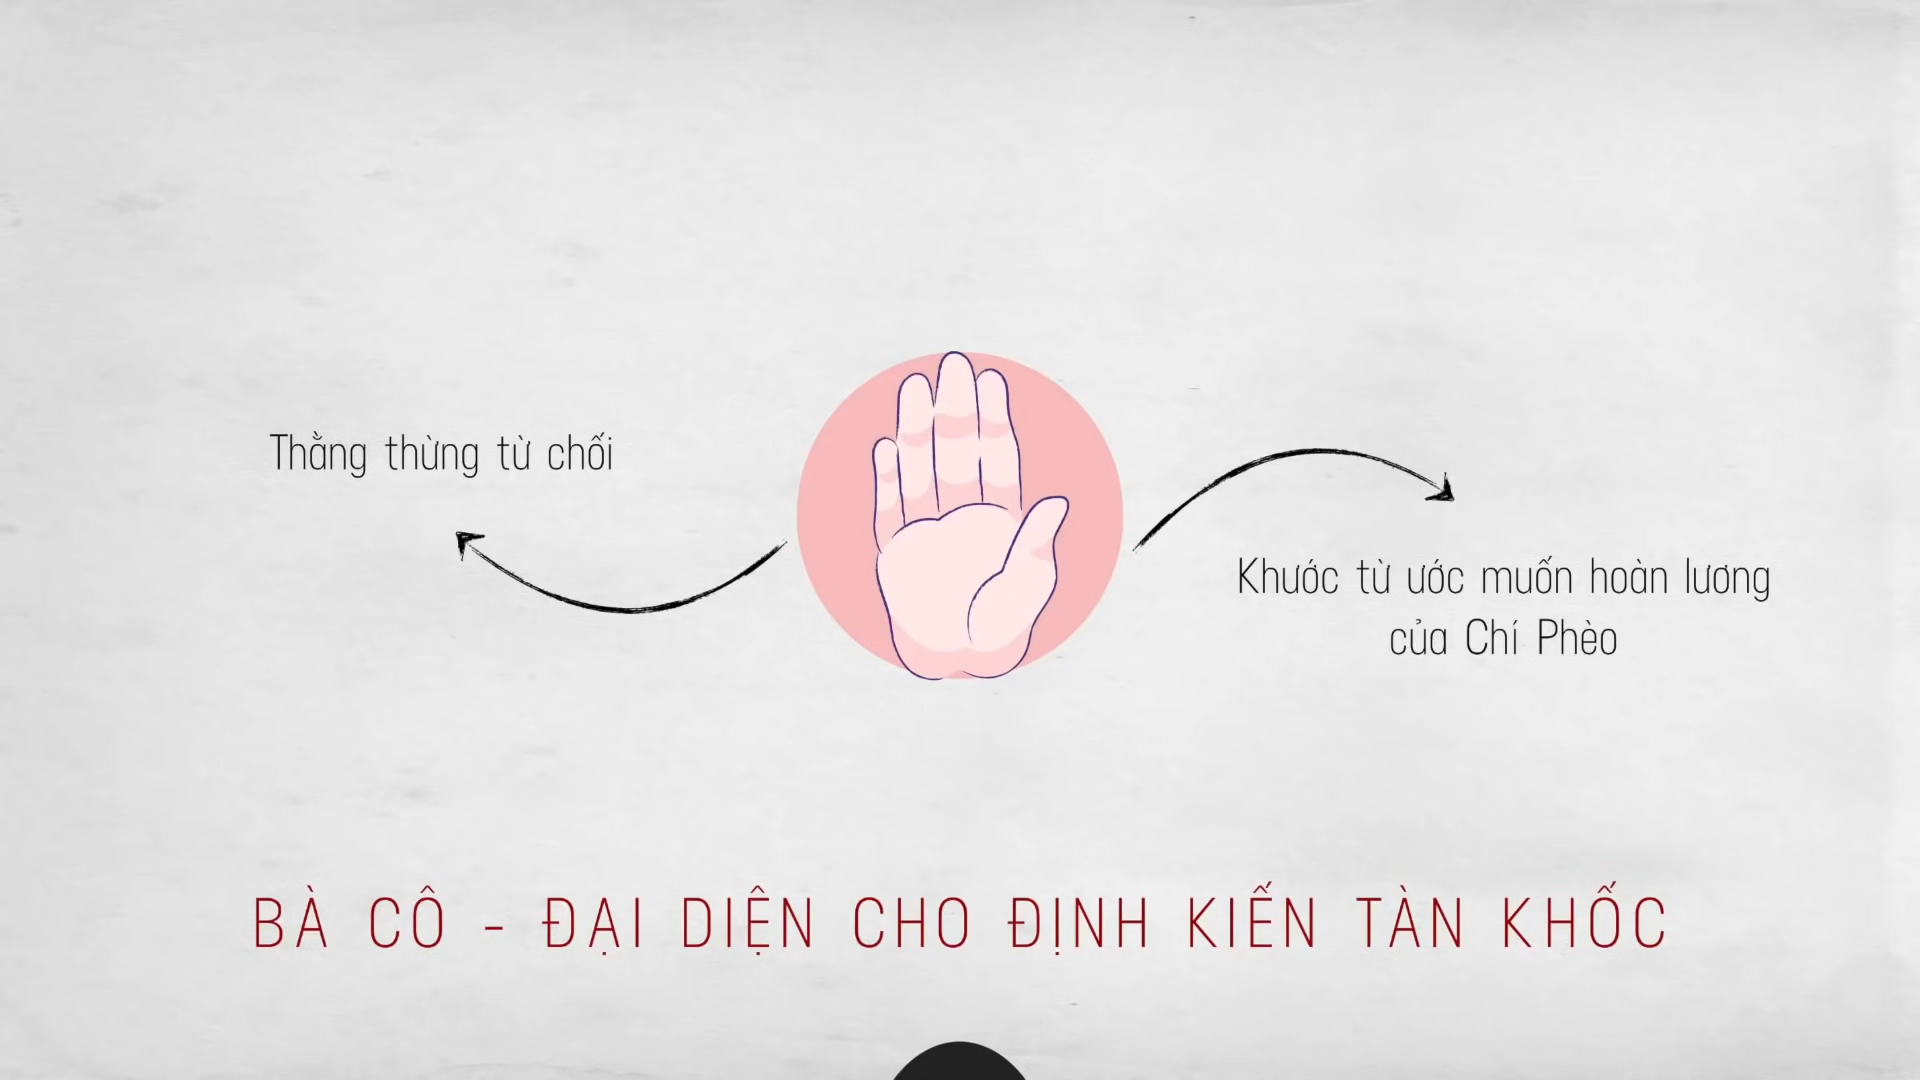 Thằng thừng từ chối
Khước từ ước muốn hoàn lương
của Chí Phèo
BÀ CÔ - ĐẠI DIỆN CHO ĐỊNH KIẾN TÀN KHỐC